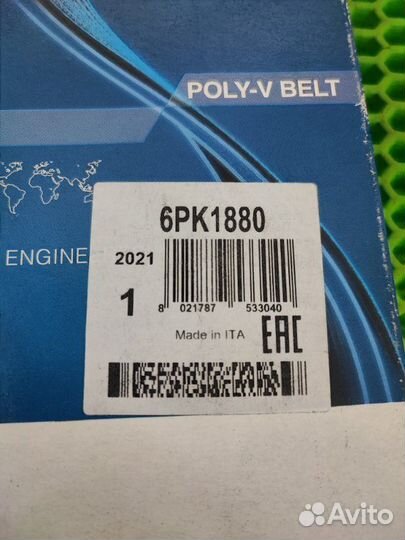 POLY-V BELT
6PK1880
ENGINE
2021
1
8 021787 533040
Made in ITA
EAC
Avito